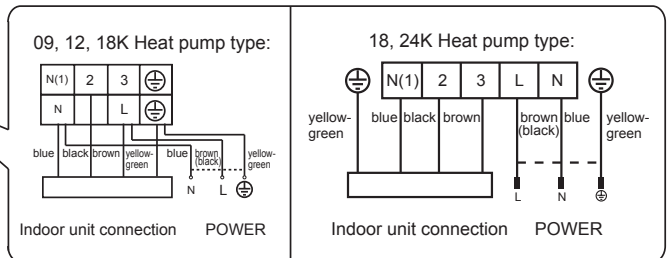 09, 12, 18K Heat pump type:
N(1) 2 3
N L
blue black brown yellow-green blue brown (black) yellow-green
N L
Indoor unit connection POWER
18, 24K Heat pump type:
N(1) 2 3 L N
yellow-green blue black brown brown (black) blue yellow-green
L N
Indoor unit connection POWER